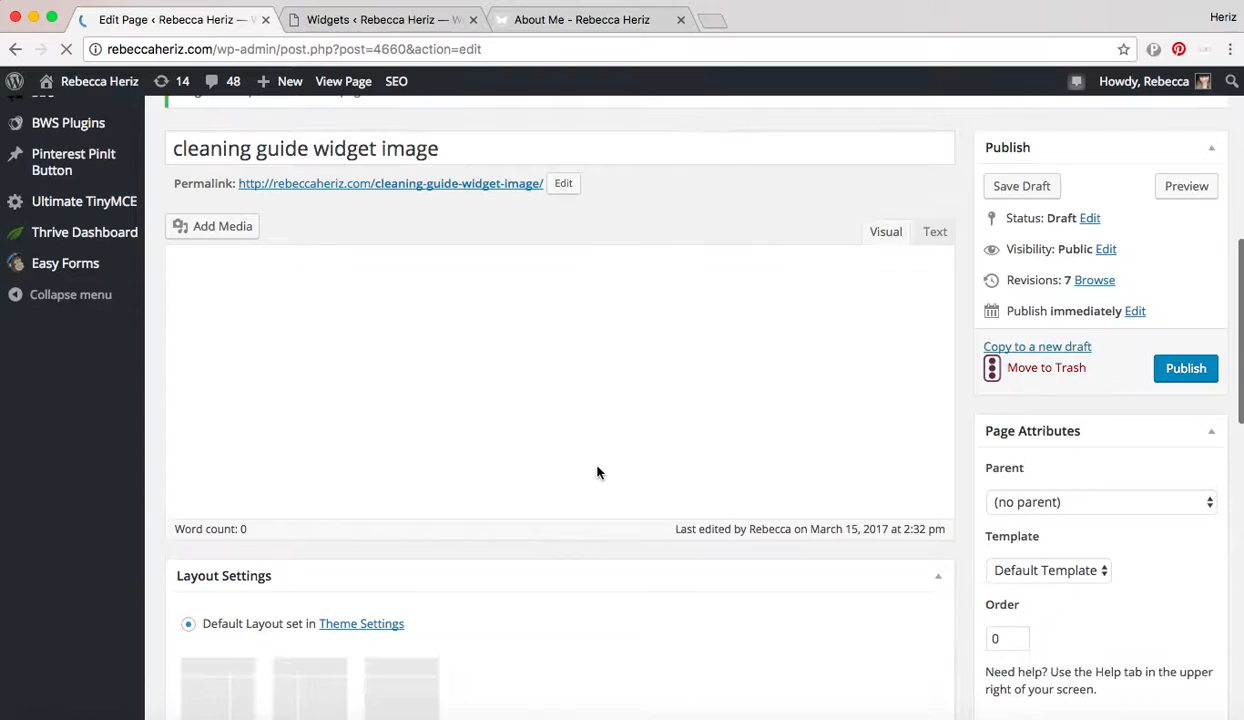 Edit Page ‹ Rebecca Heriz — W
Widgets ‹ Rebecca Heriz — W
About Me - Rebecca Heriz
Heriz
rebeccaheriz.com/wp-admin/post.php?post=4660&action=edit
Rebecca Heriz
14
48
New
View Page
SEO
Howdy, Rebecca
BWS Plugins
Pinterest PinIt
Button
Ultimate TinyMCE
Thrive Dashboard
Easy Forms
Collapse menu
cleaning guide widget image
Permalink: http://rebeccaheriz.com/cleaning-guide-widget-image/ Edit
Add Media
Visual
Text
Word count: 0
Last edited by Rebecca on March 15, 2017 at 2:32 pm
Layout Settings
Default Layout set in Theme Settings
Publish
Save Draft
Preview
Status: Draft Edit
Visibility: Public Edit
Revisions: 7 Browse
Publish immediately Edit
Copy to a new draft
Move to Trash
Publish
Page Attributes
Parent
(no parent)
Template
Default Template
Order
0
Need help? Use the Help tab in the upper
right of your screen.